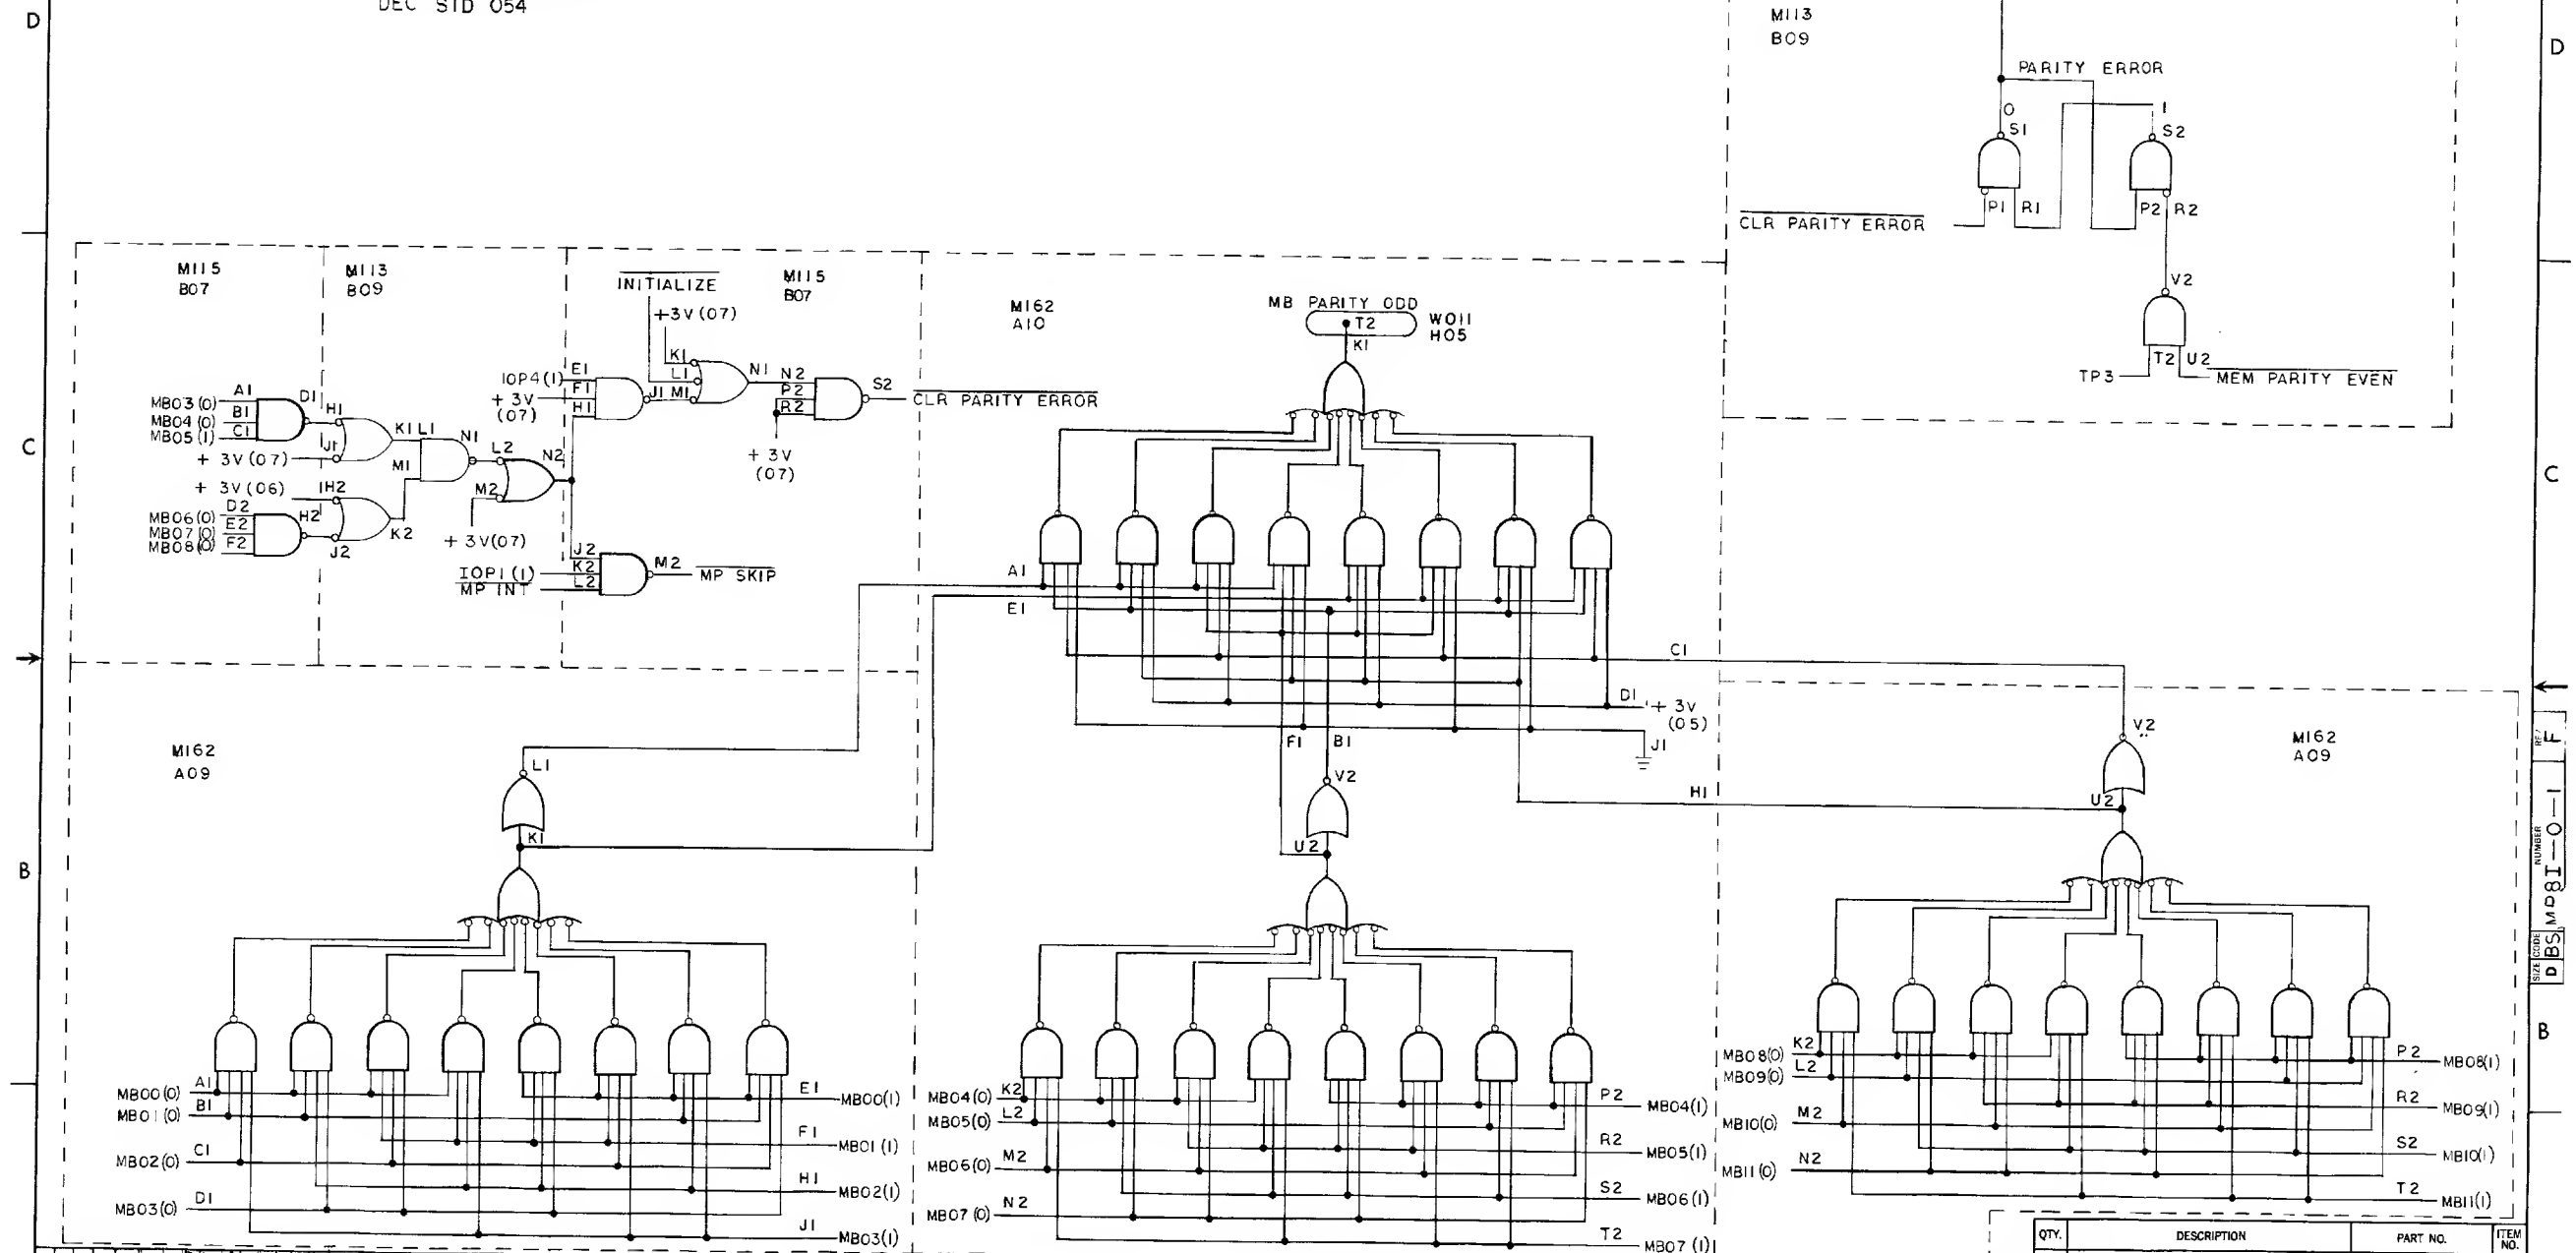 D
DEC STD 054
M113
B09
D
PARITY ERROR
0
S1
1
S2
P1
R1
P2
R2
CLR PARITY ERROR
V2
T2
U2
TP3
MEM PARITY EVEN
M115
B07
M113
B09
INITIALIZE
+3V(07)
M115
B07
M162
A10
MB PARITY ODD
T2
W011
H05
K1
K1
L1
M1
N1
N2
P2
R2
S2
CLR PARITY ERROR
+3V
(07)
IOP4(1)
E1
F1
+3V
(07)
H1
J1
MB03(0)
A1
MB04(0)
B1
MB05(1)
C1
D1
H1
J1
+3V(07)
K1
L1
M1
N1
L2
N2
M2
+3V(07)
+3V(06)
H2
MB06(0)
D2
MB07(0)
E2
MB08(0)
F2
H2
J2
K2
J2
IOP1(1)
K2
MP INT
L2
M2
MP SKIP
C
C
A1
E1
C1
D1
+3V
(05)
J1
F1
B1
H1
V2
U2
M162
A09
L1
K1
V2
U2
M162
A09
B
B
MB00(0)
A1
MB01(0)
B1
MB02(0)
C1
MB03(0)
D1
E1
MB00(1)
F1
MB01(1)
H1
MB02(1)
J1
MB03(1)
MB04(0)
K2
MB05(0)
L2
MB06(0)
M2
MB07(0)
N2
P2
MB04(1)
R2
MB05(1)
S2
MB06(1)
T2
MB07(1)
MB08(0)
K2
MB09(0)
L2
MB10(0)
M2
MB11(0)
N2
P2
MB08(1)
R2
MB09(1)
S2
MB10(1)
T2
MB11(1)
SIZE
D
CODE
BS
NUMBER
MP8I-0-1
REV
F
QTY.
DESCRIPTION
PART NO.
ITEM NO.